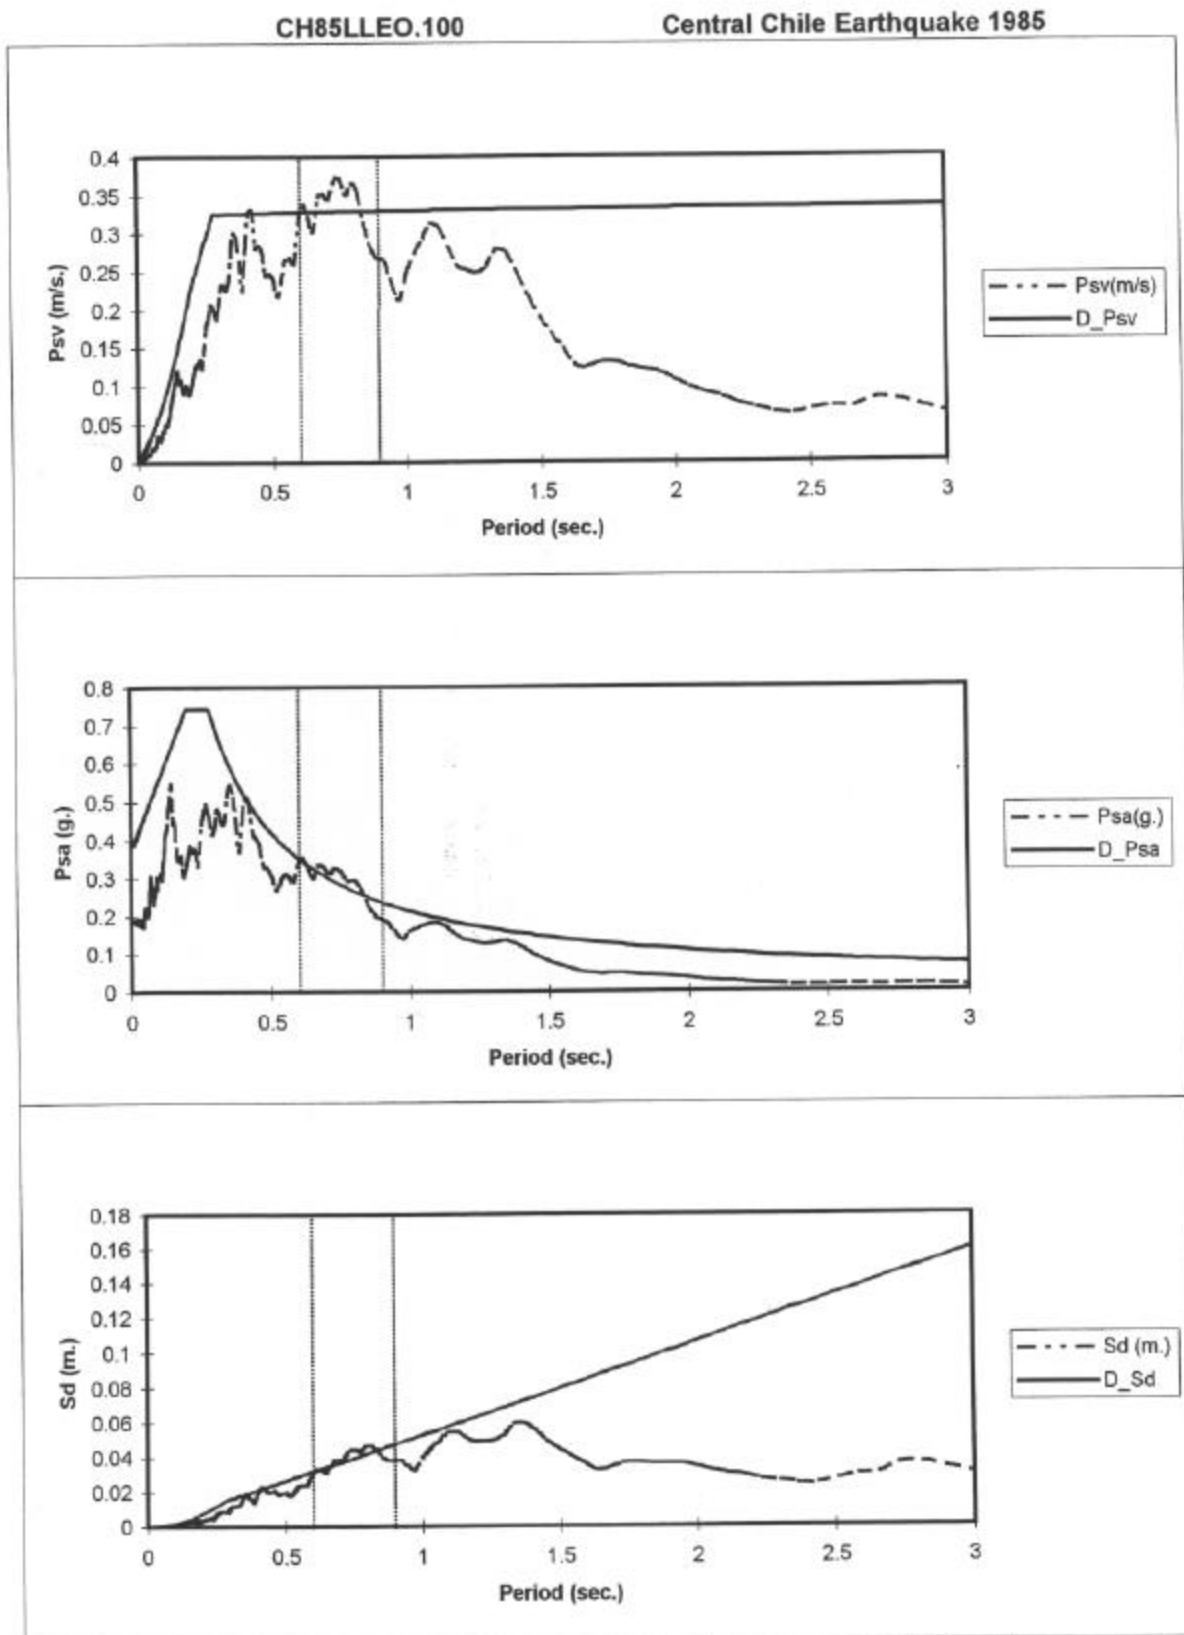 CH85LLEO.100 Central Chile Earthquake 1985
0.4
0.35
0.3
0.25
0.2
0.15
0.1
0.05
0
Psv (m/s.)
0 0.5 1 1.5 2 2.5 3
Period (sec.)
Psv(m/s)
D_Psv
0.8
0.7
0.6
0.5
0.4
0.3
0.2
0.1
0
Psa (g.)
0 0.5 1 1.5 2 2.5 3
Period (sec.)
Psa(g.)
D_Psa
0.18
0.16
0.14
0.12
0.1
0.08
0.06
0.04
0.02
0
Sd (m.)
0 0.5 1 1.5 2 2.5 3
Period (sec.)
Sd (m.)
D_Sd